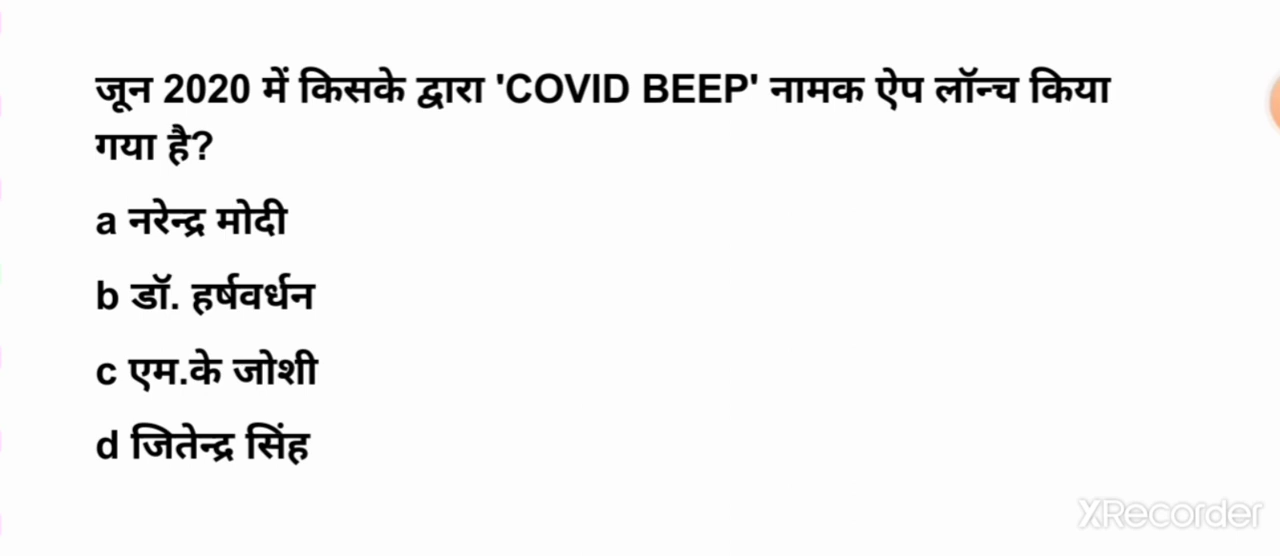 जून 2020 में किसके द्वारा 'COVID BEEP' नामक ऐप लॉन्च किया
गया है?
a नरेन्द्र मोदी
b डॉ. हर्षवर्धन
c एम.के जोशी
d जितेन्द्र सिंह
XRecorder